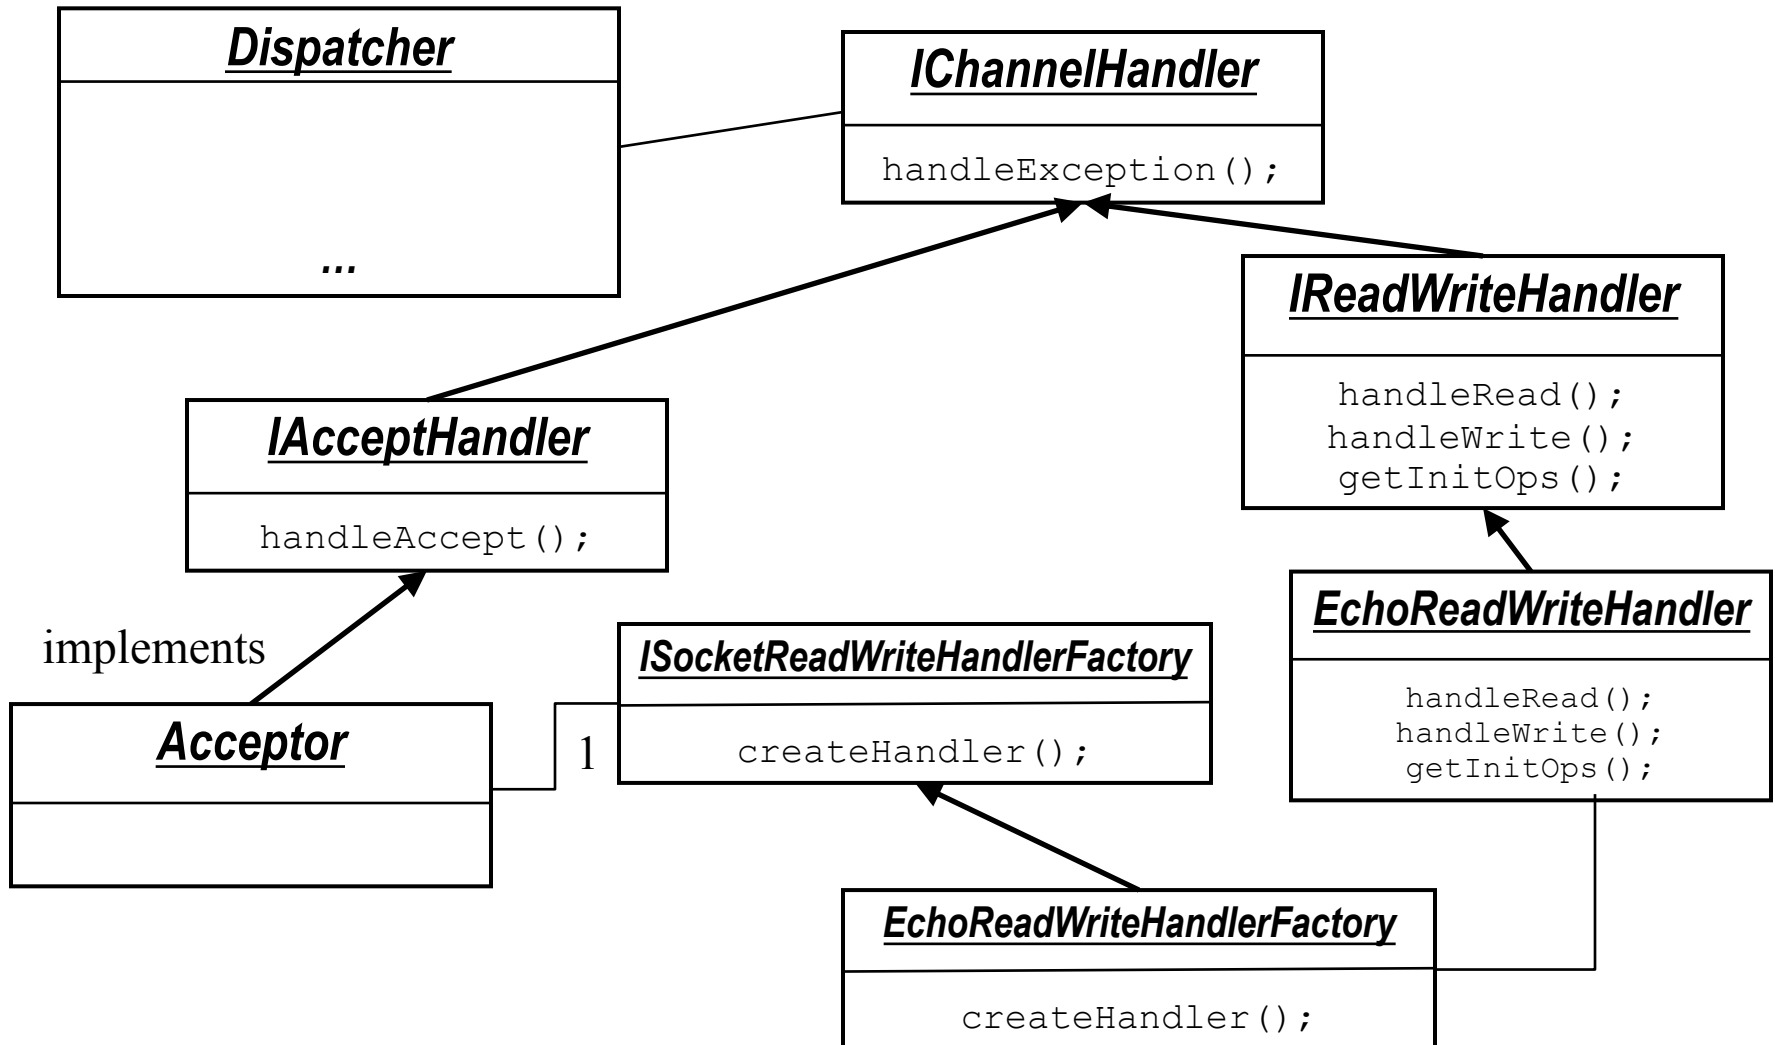 Dispatcher
...
IChannelHandler
handleException();
IReadWriteHandler
handleRead();
handleWrite();
getInitOps();
IAcceptHandler
handleAccept();
implements
EchoReadWriteHandler
handleRead();
handleWrite();
getInitOps();
ISocketReadWriteHandlerFactory
createHandler();
Acceptor
1
EchoReadWriteHandlerFactory
createHandler();